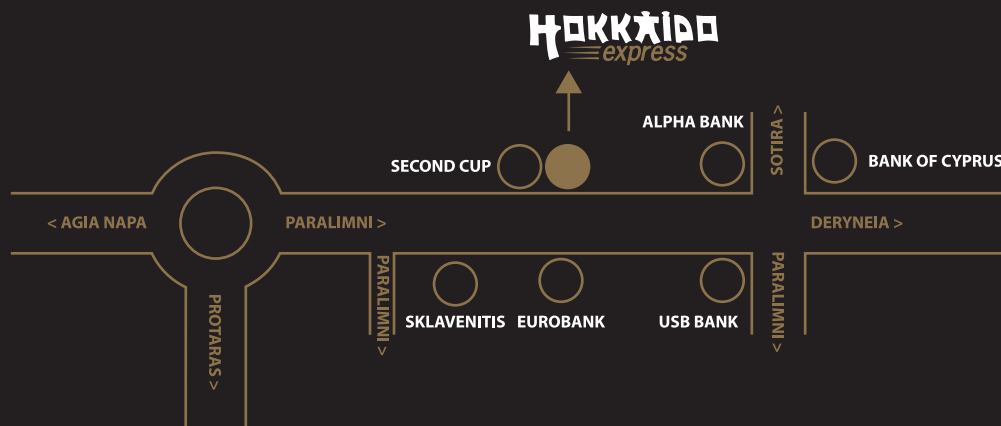 HOKKAIDO
express
ALPHA BANK
SOTIRA >
SECOND CUP
BANK OF CYPRUS
< AGIA NAPA
PARALIMNI >
DERYNEIA >
PARALIMNI >
< PARALIMNI
PROTARAS >
SKLAVENITIS
EUROBANK
USB BANK